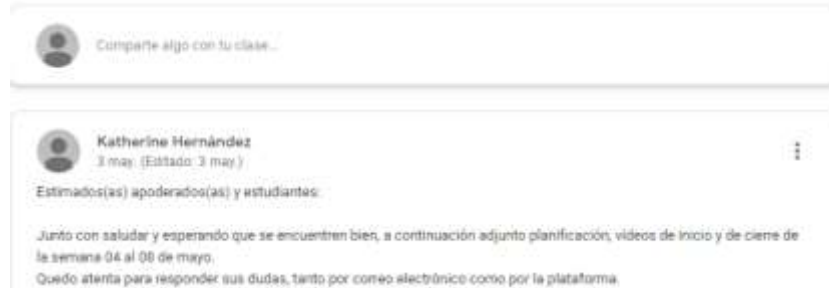 Comparte algo con tu clase...
Katherine Hernández
3 may. (Editado: 3 may.)
Estimados(as) apoderados(as) y estudiantes:
Junto con saludar y esperando que se encuentren bien, a continuación adjunto planificación, videos de inicio y de cierre de
la semana 04 al 08 de mayo.
Quedo atenta para responder sus dudas, tanto por correo electrónico como por la plataforma.